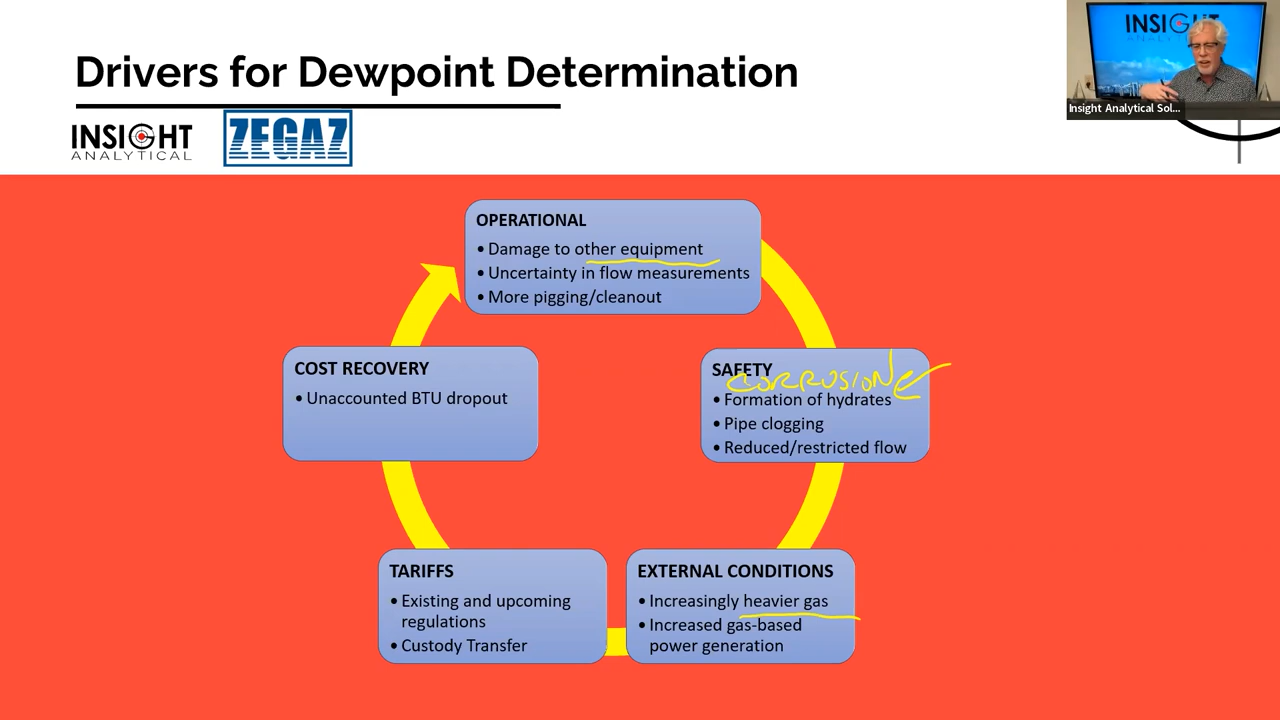 Drivers for Dewpoint Determination
INSIGHT
ANALYTICAL
ZEGAZ
INSIGHT
Insight Analytical Sol...
OPERATIONAL
• Damage to other equipment
• Uncertainty in flow measurements
• More pigging/cleanout
SAFETY
CORROSION
• Formation of hydrates
• Pipe clogging
• Reduced/restricted flow
EXTERNAL CONDITIONS
• Increasingly heavier gas
• Increased gas-based
power generation
TARIFFS
• Existing and upcoming
regulations
• Custody Transfer
COST RECOVERY
• Unaccounted BTU dropout